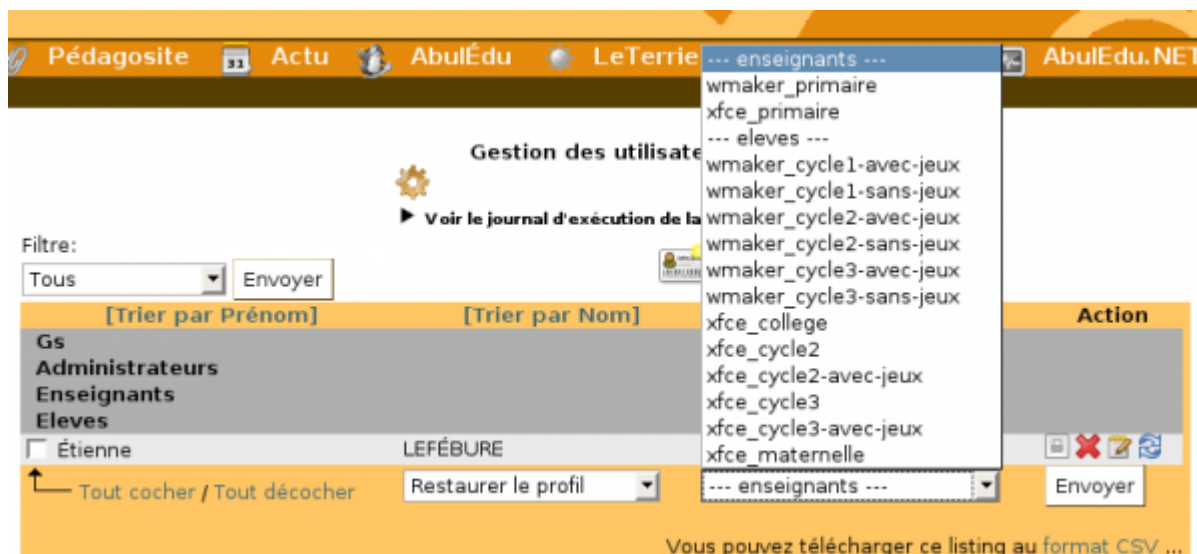 Pédagosite 31 Actu AbulÉdu LeTerrie AbulEdu.NET
--- enseignants ---
wmaker_primaire
xfce_primaire
--- eleves ---
wmaker_cycle1-avec-jeux
wmaker_cycle1-sans-jeux
wmaker_cycle2-avec-jeux
wmaker_cycle2-sans-jeux
wmaker_cycle3-avec-jeux
wmaker_cycle3-sans-jeux
xfce_college
xfce_cycle2
xfce_cycle2-avec-jeux
xfce_cycle3
xfce_cycle3-avec-jeux
xfce_maternelle
Gestion des utilisate
Voir le journal d'exécution de la
Filtre:
Tous Envoyer
[Trier par Prénom] [Trier par Nom] Action
Gs
Administrateurs
Enseignants
Eleves
Étienne LEFÉBURE
Tout cocher / Tout décocher Restaurer le profil --- enseignants --- Envoyer
Vous pouvez télécharger ce listing au format CSV ...